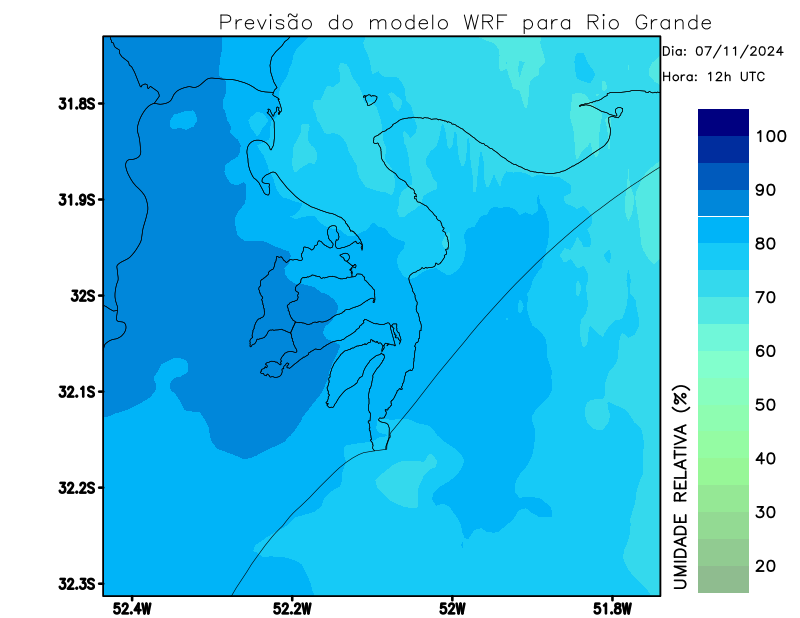 Previsão do modelo WRF para Rio Grande
Dia: 07/11/2024
Hora: 12h UTC
31.8S
31.9S
32S
32.1S
32.2S
32.3S
52.4W
52.2W
52W
51.8W
100
90
80
70
60
50
40
30
20
UMIDADE RELATIVA (%)